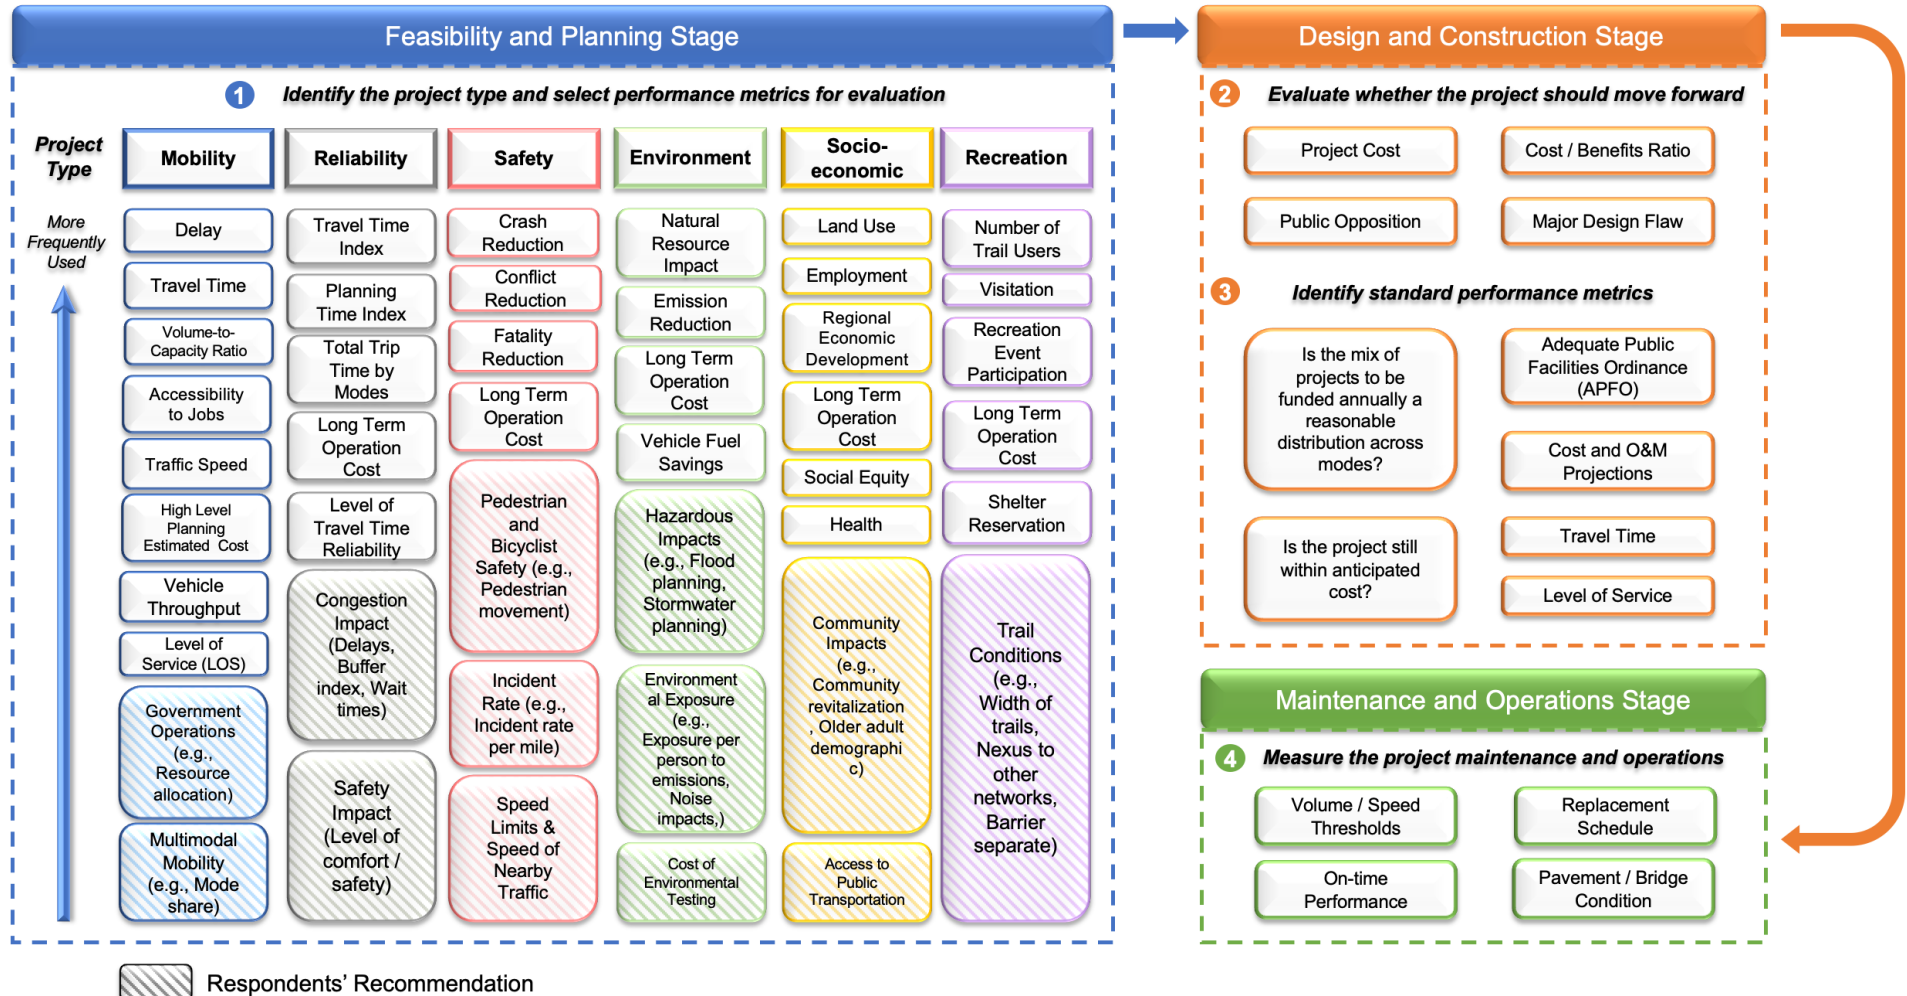 Feasibility and Planning Stage
1 Identify the project type and select performance metrics for evaluation
Project
Type
More
Frequently
Used
Mobility
Delay
Travel Time
Volume-to-
Capacity Ratio
Accessibility
to Jobs
Traffic Speed
High Level
Planning
Estimated Cost
Vehicle
Throughput
Level of
Service (LOS)
Government
Operations
(e.g.,
Resource
allocation)
Multimodal
Mobility
(e.g., Mode
share)
Reliability
Travel Time
Index
Planning
Time Index
Total Trip
Time by
Modes
Long Term
Operation
Cost
Level of
Travel Time
Reliability
Congestion
Impact
(Delays,
Buffer
index, Wait
times)
Safety
Impact
(Level of
comfort /
safety)
Safety
Crash
Reduction
Conflict
Reduction
Fatality
Reduction
Long Term
Operation
Cost
Pedestrian
and
Bicyclist
Safety (e.g.,
Pedestrian
movement)
Incident
Rate (e.g.,
Incident rate
per mile)
Speed
Limits &
Speed of
Nearby
Traffic
Environment
Natural
Resource
Impact
Emission
Reduction
Long Term
Operation
Cost
Vehicle Fuel
Savings
Hazardous
Impacts
(e.g., Flood
planning,
Stormwater
planning)
Environment
al Exposure
(e.g.,
Exposure per
person to
emissions,
Noise
impacts,)
Cost of
Environmental
Testing
Socio-
economic
Land Use
Employment
Regional
Economic
Development
Long Term
Operation
Cost
Social Equity
Health
Community
Impacts
(e.g.,
Community
revitalization
, Older adult
demographi
c)
Access to
Public
Transportation
Recreation
Number of
Trail Users
Visitation
Recreation
Event
Participation
Long Term
Operation
Cost
Shelter
Reservation
Trail
Conditions
(e.g.,
Width of
trails,
Nexus to
other
networks,
Barrier
separate)
Respondents' Recommendation
Design and Construction Stage
2 Evaluate whether the project should move forward
Project Cost
Cost / Benefits Ratio
Public Opposition
Major Design Flaw
3 Identify standard performance metrics
Is the mix of
projects to be
funded annually a
reasonable
distribution across
modes?
Is the project still
within anticipated
cost?
Adequate Public
Facilities Ordinance
(APFO)
Cost and O&M
Projections
Travel Time
Level of Service
Maintenance and Operations Stage
4 Measure the project maintenance and operations
Volume / Speed
Thresholds
Replacement
Schedule
On-time
Performance
Pavement / Bridge
Condition